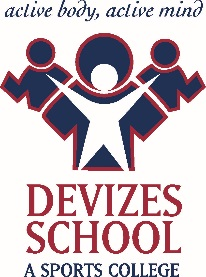 active body, active mind
DEVIZES
SCHOOL
A SPORTS COLLEGE